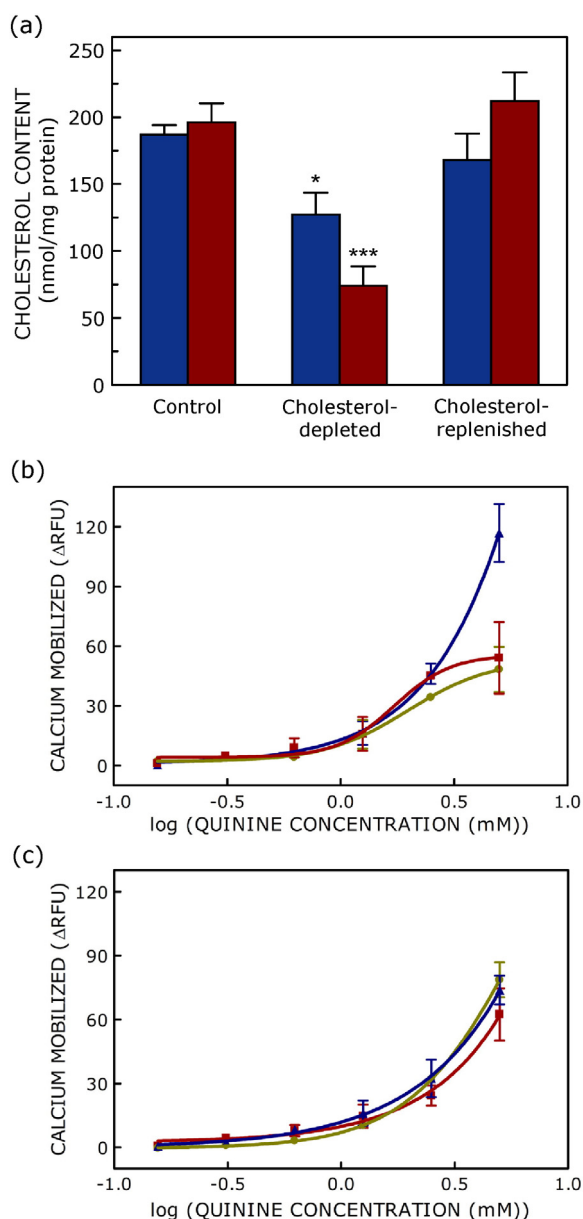 (a)
CHOLESTEROL CONTENT
(nmol/mg protein)
250
200
150
100
50
0
*
***
Control
Cholesterol-
depleted
Cholesterol-
replenished
(b)
CALCIUM MOBILIZED (ΔRFU)
120
90
60
30
0
-1.0
-0.5
0.0
0.5
1.0
log (QUININE CONCENTRATION (mM))
(c)
CALCIUM MOBILIZED (ΔRFU)
120
90
60
30
0
-1.0
-0.5
0.0
0.5
1.0
log (QUININE CONCENTRATION (mM))